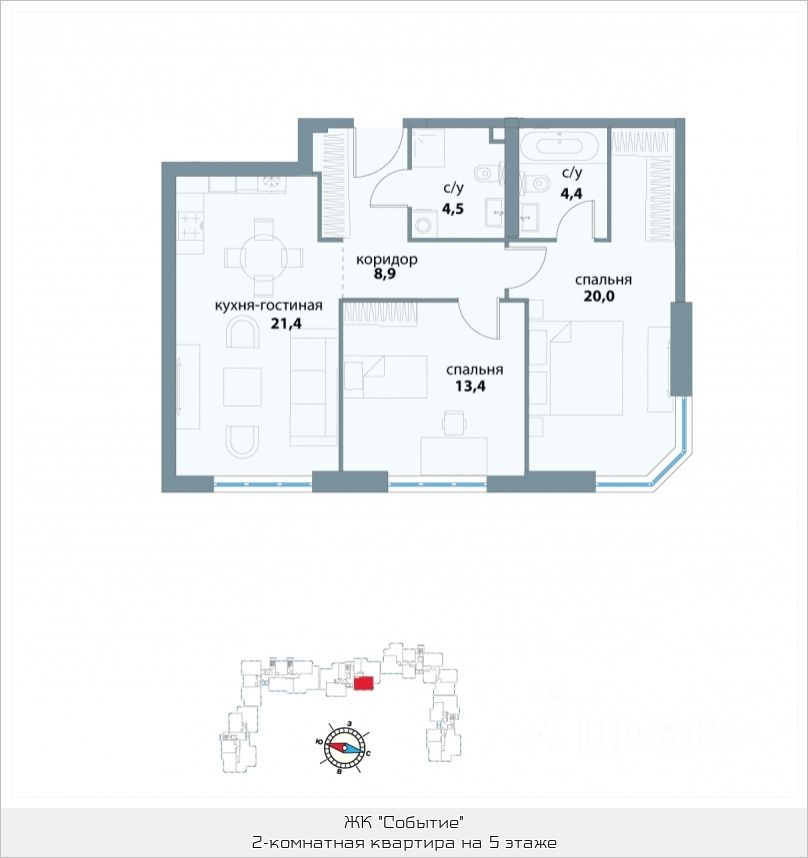 с/у
4,5
с/у
4,4
коридор
8,9
спальня
20,0
кухня-гостиная
21,4
спальня
13,4
З
Ю
С
В
циан
ЖК "Событие"
2-комнатная квартира на 5 этаже